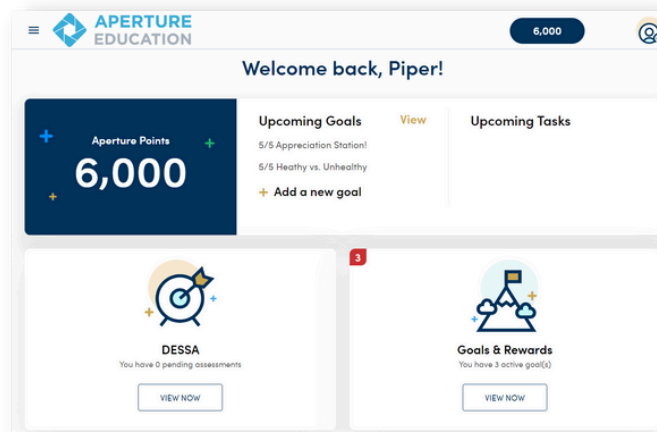 APERTURE
EDUCATION
6,000
Welcome back, Piper!
Aperture Points
6,000
Upcoming Goals
View
5/5 Appreciation Station!
5/5 Heathy vs. Unhealthy
+ Add a new goal
Upcoming Tasks
DESSA
You have 0 pending assessments
VIEW NOW
3
Goals & Rewards
You have 3 active goal(s)
VIEW NOW